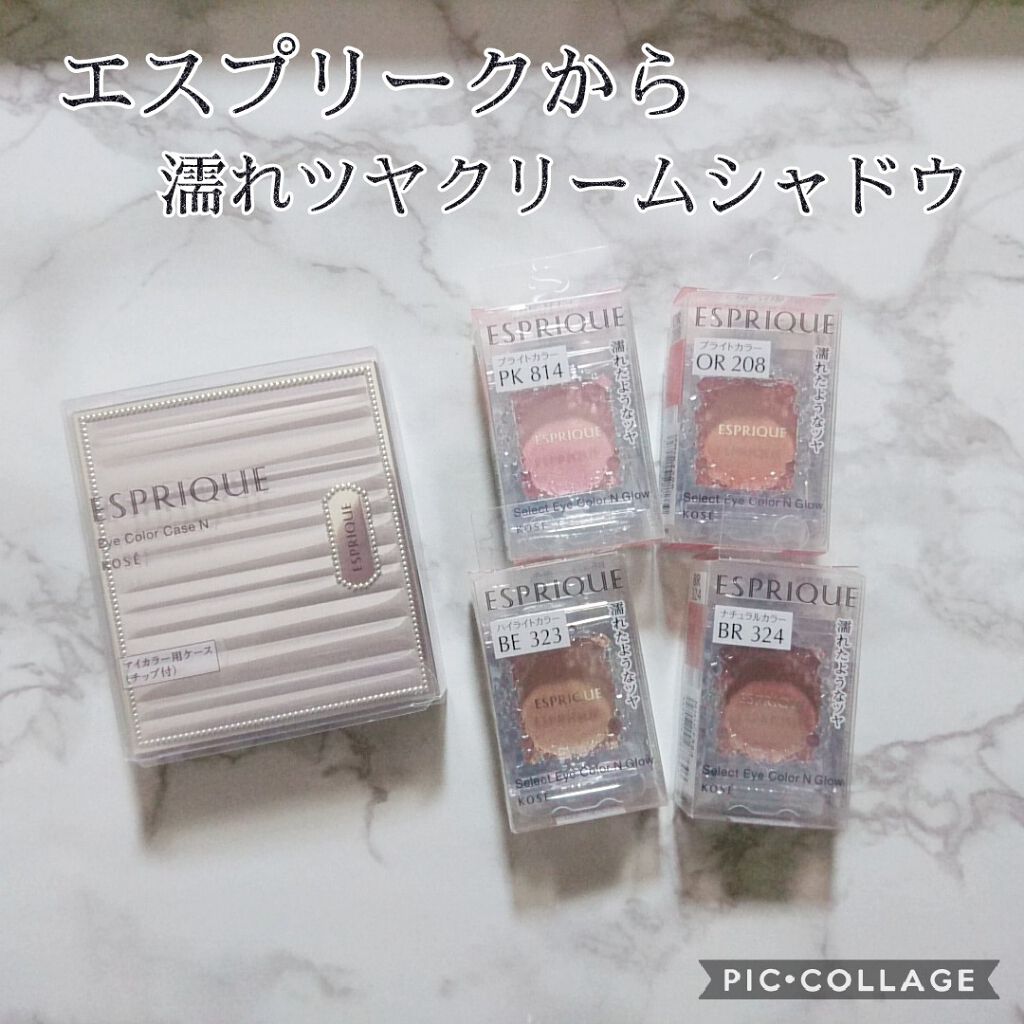 エスプリークから
濡れツヤクリームシャドウ
ESPRIQUE
Eye Color Case N
KOSÉ
ESPRIQUE
アイカラー用ケース
(チップ付)
ESPRIQUE
ブライトカラー
PK 814
濡れたようなツヤ
ESPRIQUE
Select Eye Color N Glow
KOSÉ
ESPRIQUE
ブライトカラー
OR 208
濡れたようなツヤ
ESPRIQUE
Select Eye Color N Glow
KOSÉ
ESPRIQUE
ハイライトカラー
BE 323
濡れたようなツヤ
ESPRIQUE
Select Eye Color N Glow
KOSÉ
BR
324
ESPRIQUE
ナチュラルカラー
BR 324
濡れたようなツヤ
ESPRIQUE
Select Eye Color N Glow
KOSÉ
PIC•COLLAGE